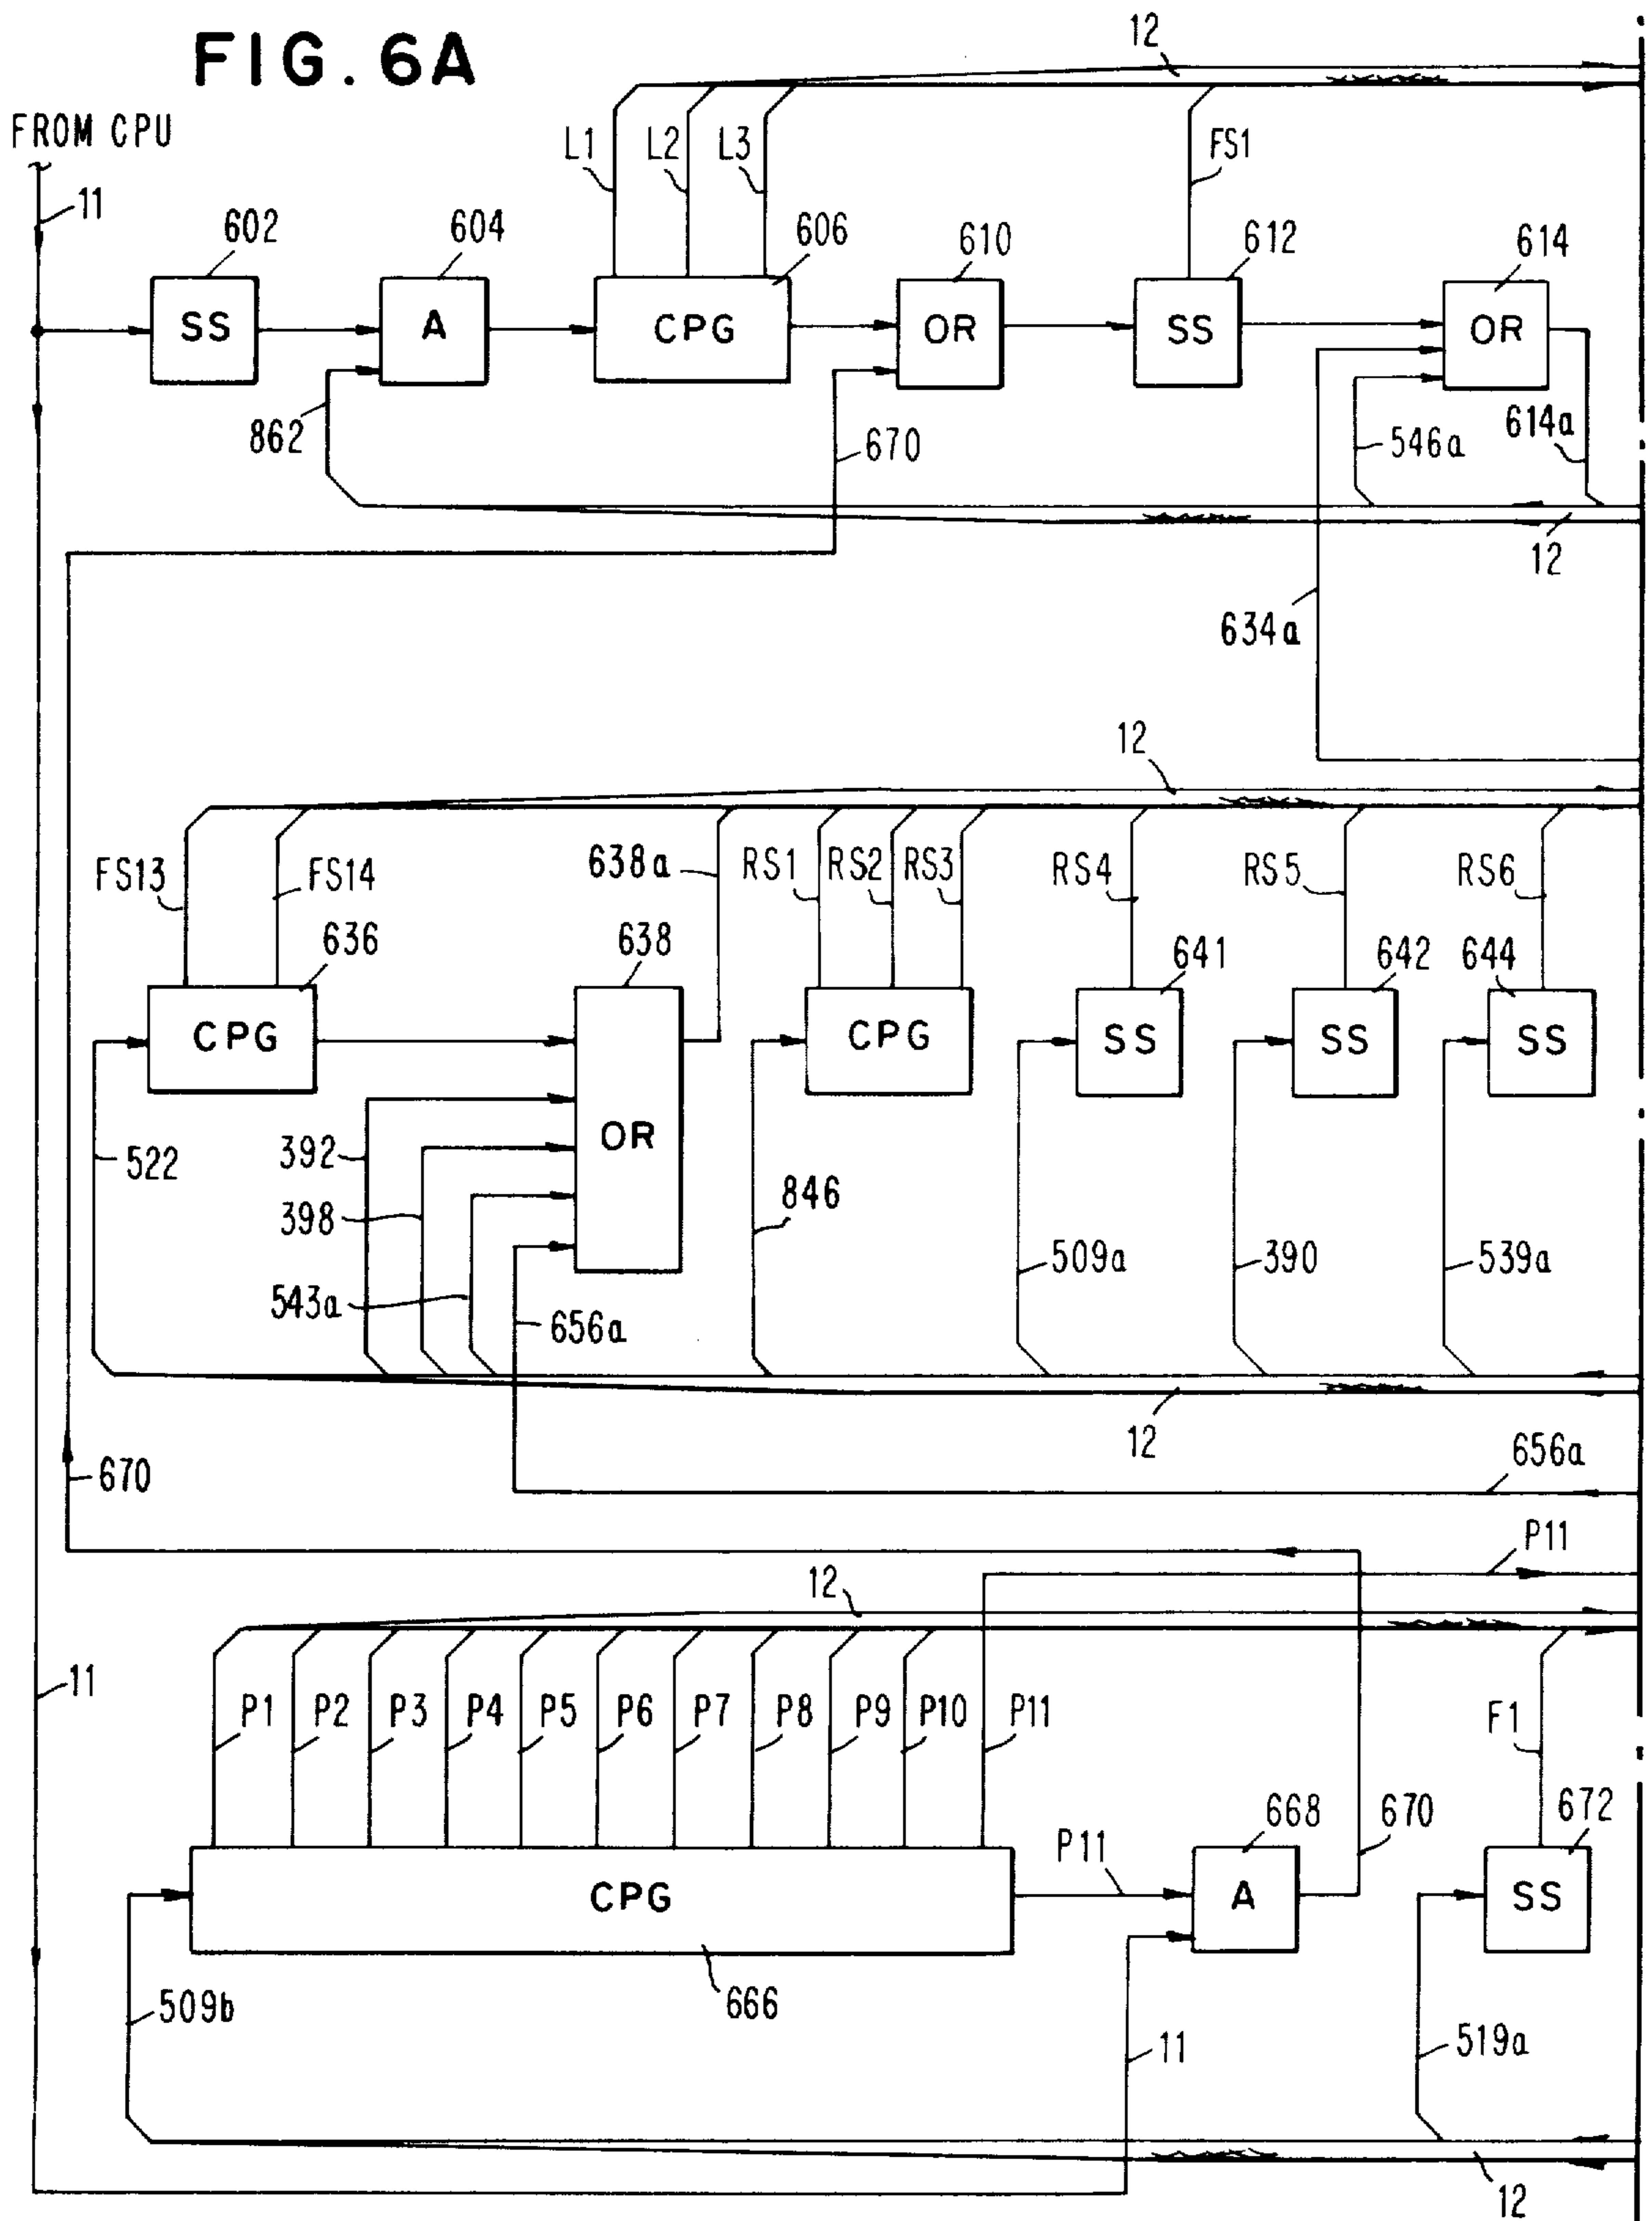 FIG. 6A
12
FROM CPU
L1 L2 L3 FS1
11
602 604 606 610 612 614
SS A CPG OR SS OR
862 670 546a 614a
12
634a
12
FS13 FS14 638a RS1 RS2 RS3 RS4 RS5 RS6
636 638 641 642 644
CPG OR CPG SS SS SS
522 392 398 543a 656a 846 509a 390 539a
12
670 656a
P11
12
11 P1 P2 P3 P4 P5 P6 P7 P8 P9 P10 P11 F1
P11 668 670 672
CPG A SS
509b 666 11 519a
12